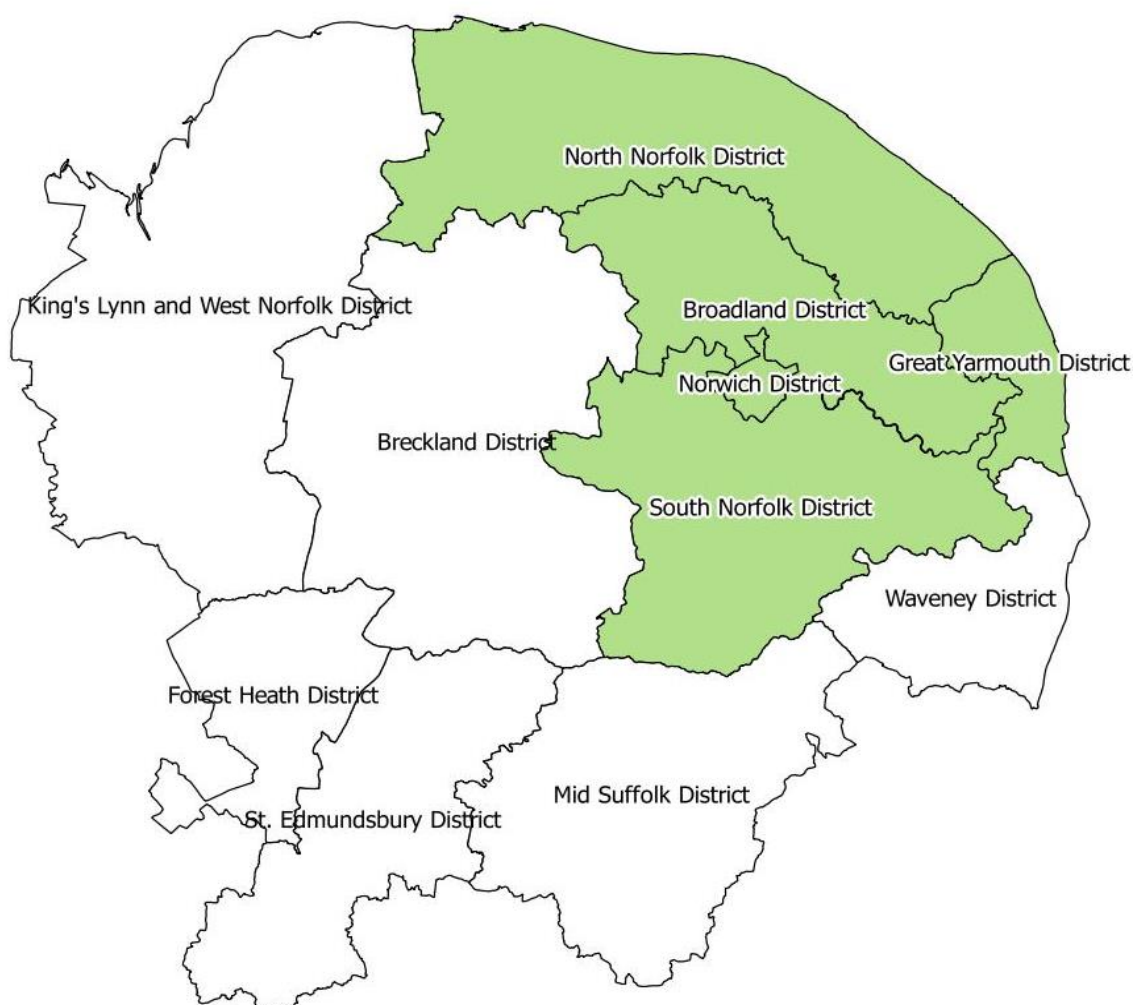 North Norfolk District
King's Lynn and West Norfolk District
Broadland District
Great Yarmouth District
Norwich District
Breckland District
South Norfolk District
Waveney District
Forest Heath District
Mid Suffolk District
St. Edmundsbury District